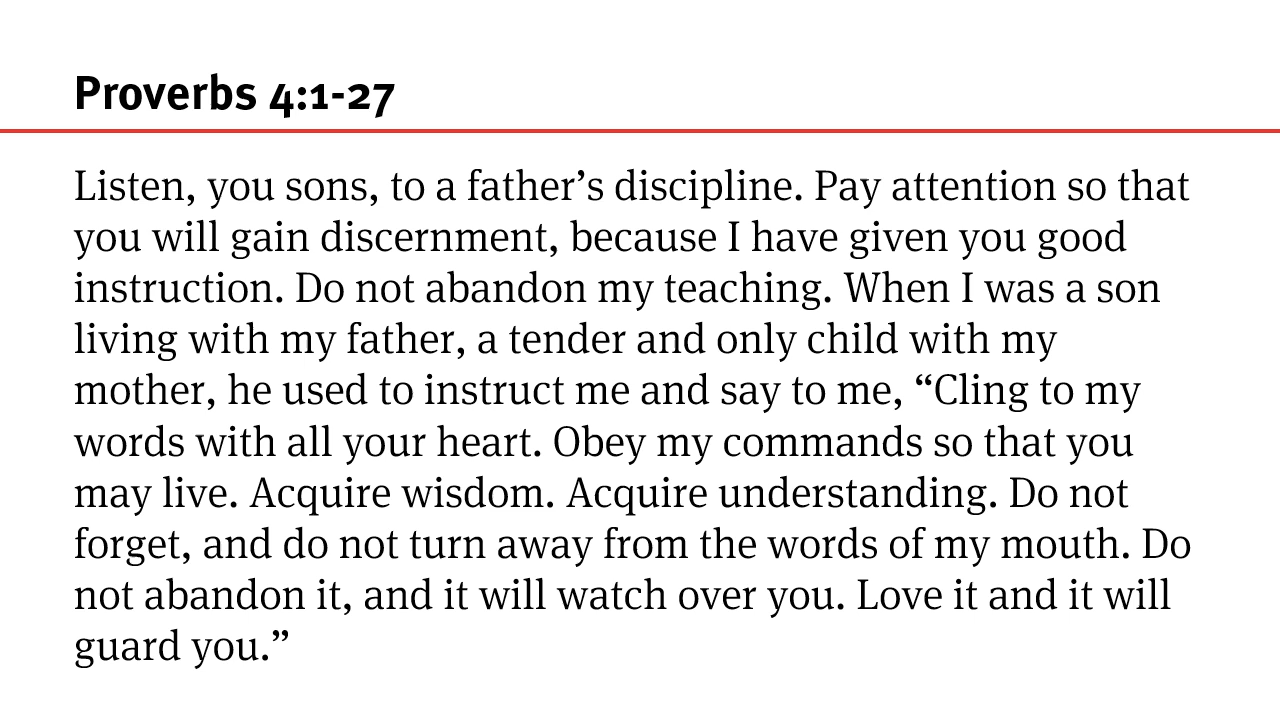 Proverbs 4:1-27
Listen, you sons, to a father’s discipline. Pay attention so that
you will gain discernment, because I have given you good
instruction. Do not abandon my teaching. When I was a son
living with my father, a tender and only child with my
mother, he used to instruct me and say to me, “Cling to my
words with all your heart. Obey my commands so that you
may live. Acquire wisdom. Acquire understanding. Do not
forget, and do not turn away from the words of my mouth. Do
not abandon it, and it will watch over you. Love it and it will
guard you.”